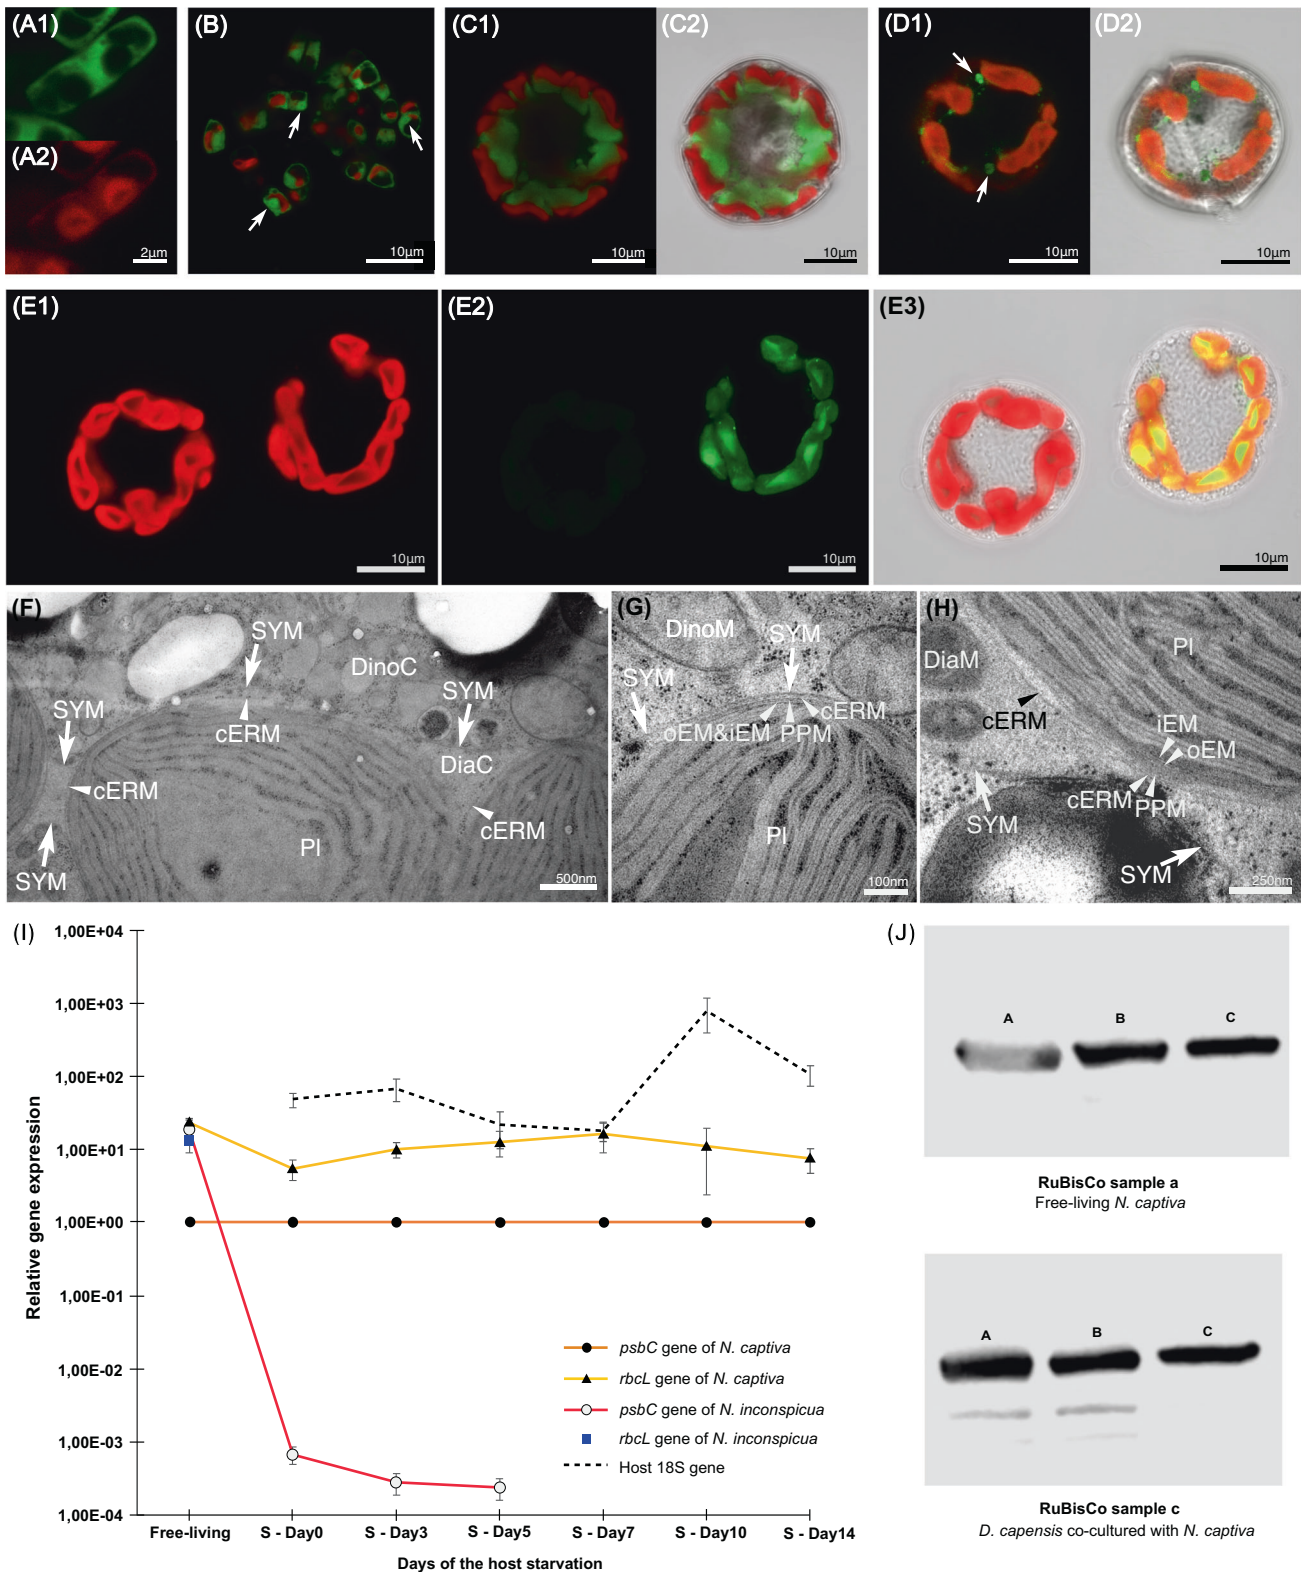 (A1)
(A2)
2μm
(B)
10μm
(C1)
10μm
(C2)
10μm
(D1)
10μm
(D2)
10μm
(E1)
10μm
(E2)
10μm
(E3)
10μm
(F)
SYM
DinoC
SYM
SYM
cERM
DiaC
cERM
cERM
Pl
SYM
500nm
(G)
DinoM
SYM
SYM
cERM
oEM&iEM
PPM
Pl
100nm
(H)
DiaM
Pl
cERM
iEM
oEM
cERM
PPM
SYM
SYM
250nm
(I)
Relative gene expression
1,00E+04
1,00E+03
1,00E+02
1,00E+01
1,00E+00
1,00E-01
1,00E-02
1,00E-03
1,00E-04
psbC gene of N. captiva
rbcL gene of N. captiva
psbC gene of N. inconspicua
rbcL gene of N. inconspicua
Host 18S gene
Free-living S - Day0 S - Day3 S - Day5 S - Day7 S - Day10 S - Day14
Days of the host starvation
(J)
A B C
RuBisCo sample a
Free-living N. captiva
A B C
RuBisCo sample c
D. capensis co-cultured with N. captiva